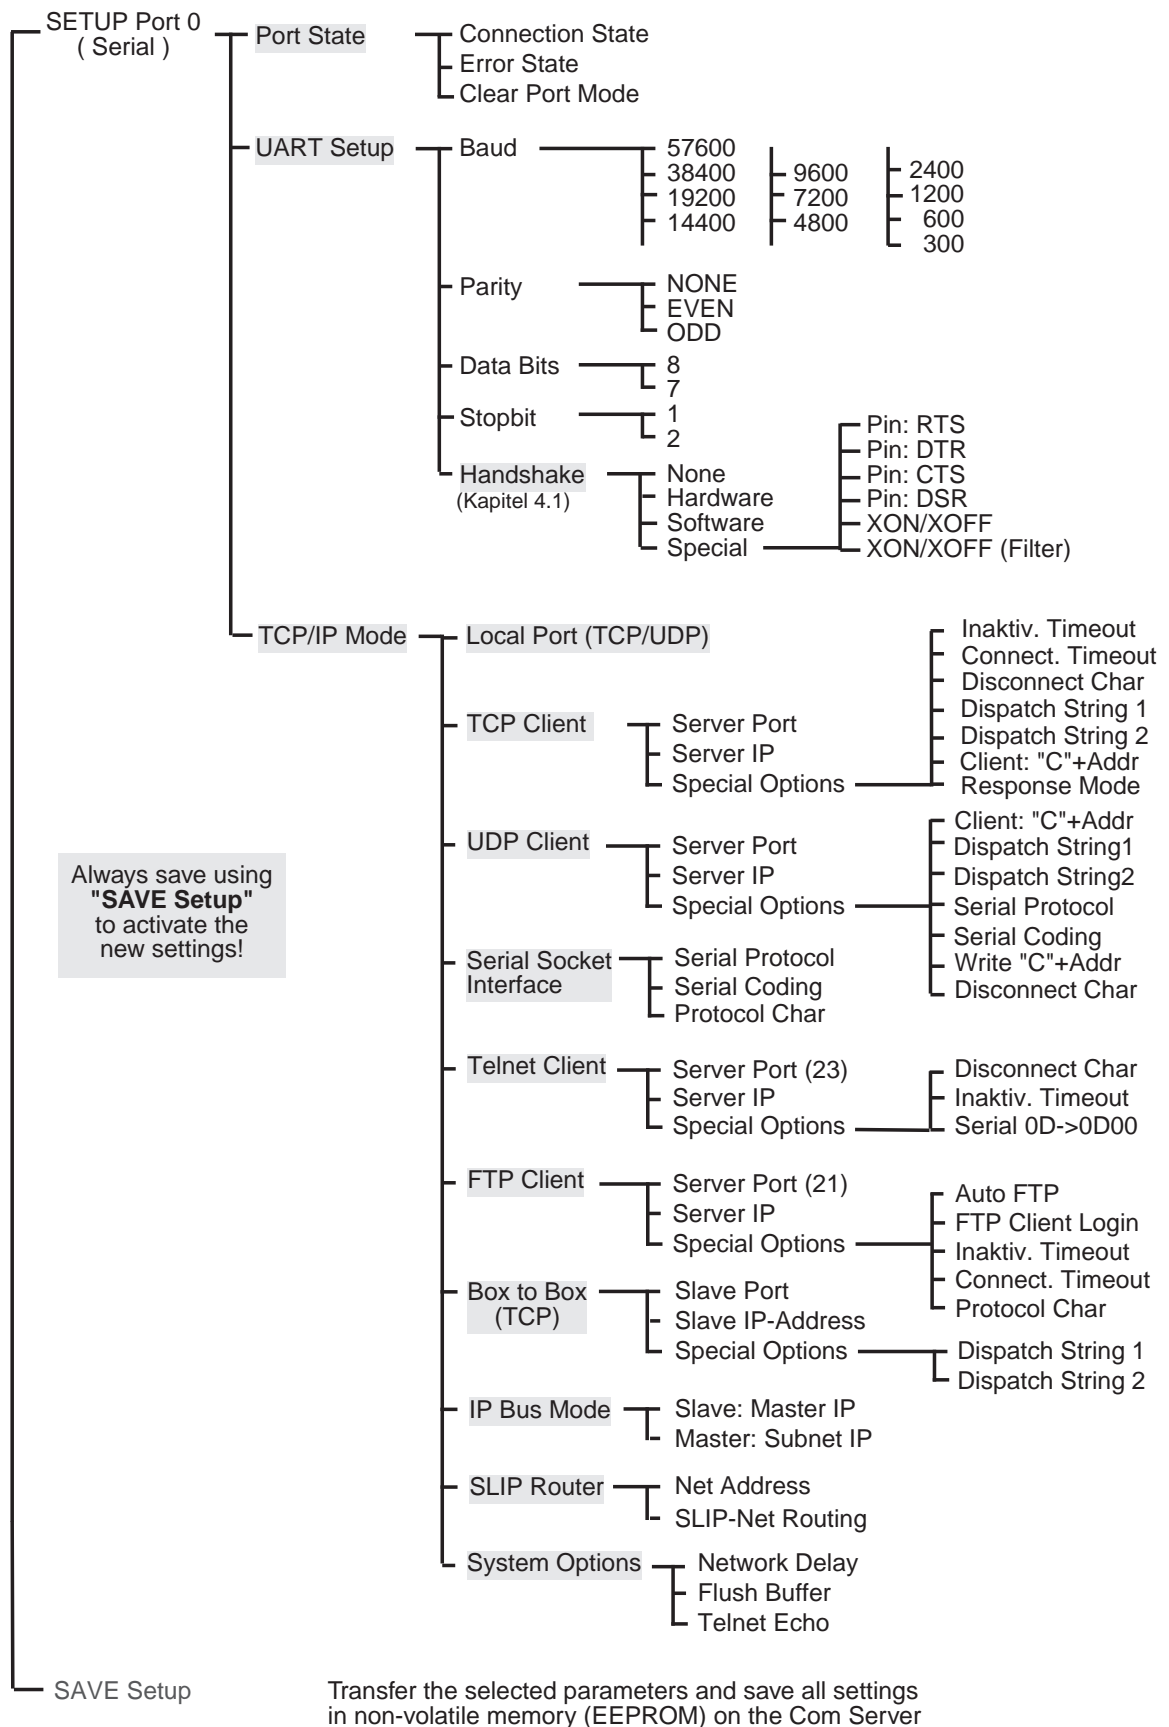 SETUP Port 0
( Serial )
Port State
Connection State
Error State
Clear Port Mode
UART Setup
Baud
57600
38400
19200
14400
9600
7200
4800
2400
1200
600
300
Parity
NONE
EVEN
ODD
Data Bits
8
7
Stopbit
1
2
Handshake
(Kapitel 4.1)
None
Hardware
Software
Special
Pin: RTS
Pin: DTR
Pin: CTS
Pin: DSR
XON/XOFF
XON/XOFF (Filter)
TCP/IP Mode
Local Port (TCP/UDP)
TCP Client
Server Port
Server IP
Special Options
Inaktiv. Timeout
Connect. Timeout
Disconnect Char
Dispatch String 1
Dispatch String 2
Client: "C"+Addr
Response Mode
UDP Client
Server Port
Server IP
Special Options
Client: "C"+Addr
Dispatch String1
Dispatch String2
Serial Protocol
Serial Coding
Write "C"+Addr
Disconnect Char
Always save using
"SAVE Setup"
to activate the
new settings!
Serial Socket
Interface
Serial Protocol
Serial Coding
Protocol Char
Telnet Client
Server Port (23)
Server IP
Special Options
Disconnect Char
Inaktiv. Timeout
Serial 0D->0D00
FTP Client
Server Port (21)
Server IP
Special Options
Auto FTP
FTP Client Login
Inaktiv. Timeout
Connect. Timeout
Protocol Char
Box to Box
(TCP)
Slave Port
Slave IP-Address
Special Options
Dispatch String 1
Dispatch String 2
IP Bus Mode
Slave: Master IP
Master: Subnet IP
SLIP Router
Net Address
SLIP-Net Routing
System Options
Network Delay
Flush Buffer
Telnet Echo
SAVE Setup
Transfer the selected parameters and save all settings
in non-volatile memory (EEPROM) on the Com Server